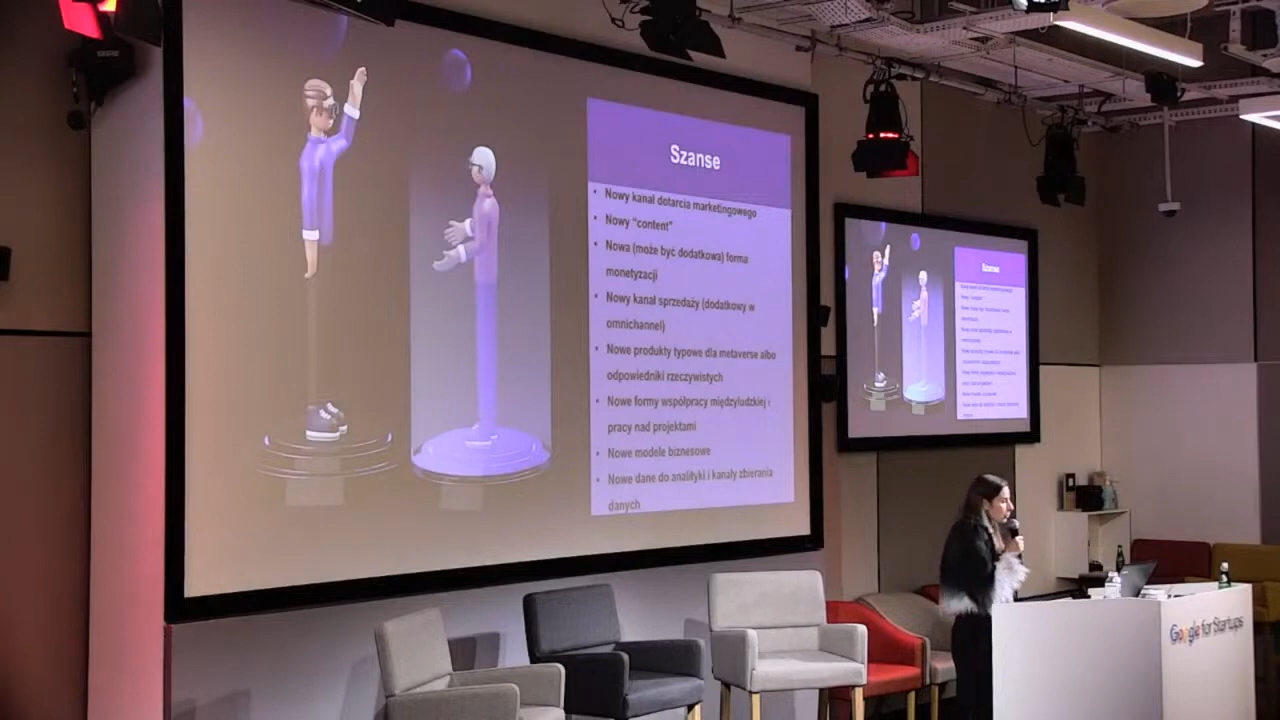 Szanse
• Nowy kanał dotarcia marketingowego
• Nowy “content”
• Nowa (może być dodatkowa) forma
monetyzacji
• Nowy kanał sprzedaży (dodatkowy w
omnichannel)
• Nowe produkty typowe dla metaverse albo
odpowiedniki rzeczywistych
• Nowe formy współpracy międzyludzkiej i
pracy nad projektami
• Nowe modele biznesowe
• Nowe dane do analityki i kanały zbierania
danych
Szanse
Google for Startups